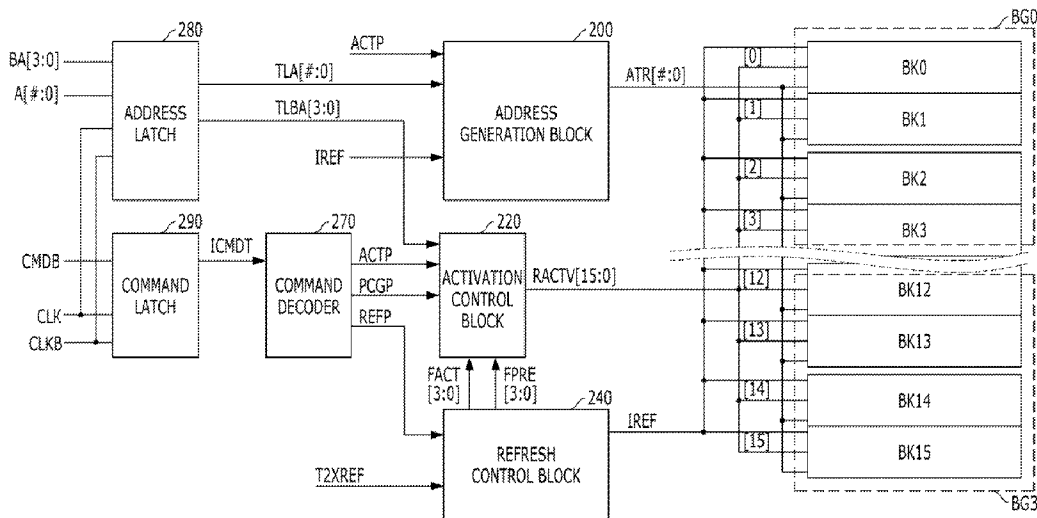 BG0
280
200
ACTP
BA[3:0]
A[#:0]
TLA[#:0]
TLBA[3:0]
ADDRESS
LATCH
ADDRESS
GENERATION BLOCK
IREF
ATR[#:0]
[0]
BK0
[1]
BK1
[2]
BK2
[3]
BK3
290
270
220
ICMDT
CMDB
CLK
CLKB
COMMAND
LATCH
COMMAND
DECODER
ACTP
PCGP
REFP
ACTIVATION
CONTROL
BLOCK
RACTV[15:0]
[12]
BK12
[13]
BK13
[14]
BK14
[15]
BK15
FACT
[3:0]
FPRE
[3:0]
240
IREF
REFRESH
CONTROL BLOCK
T2XREF
BG3